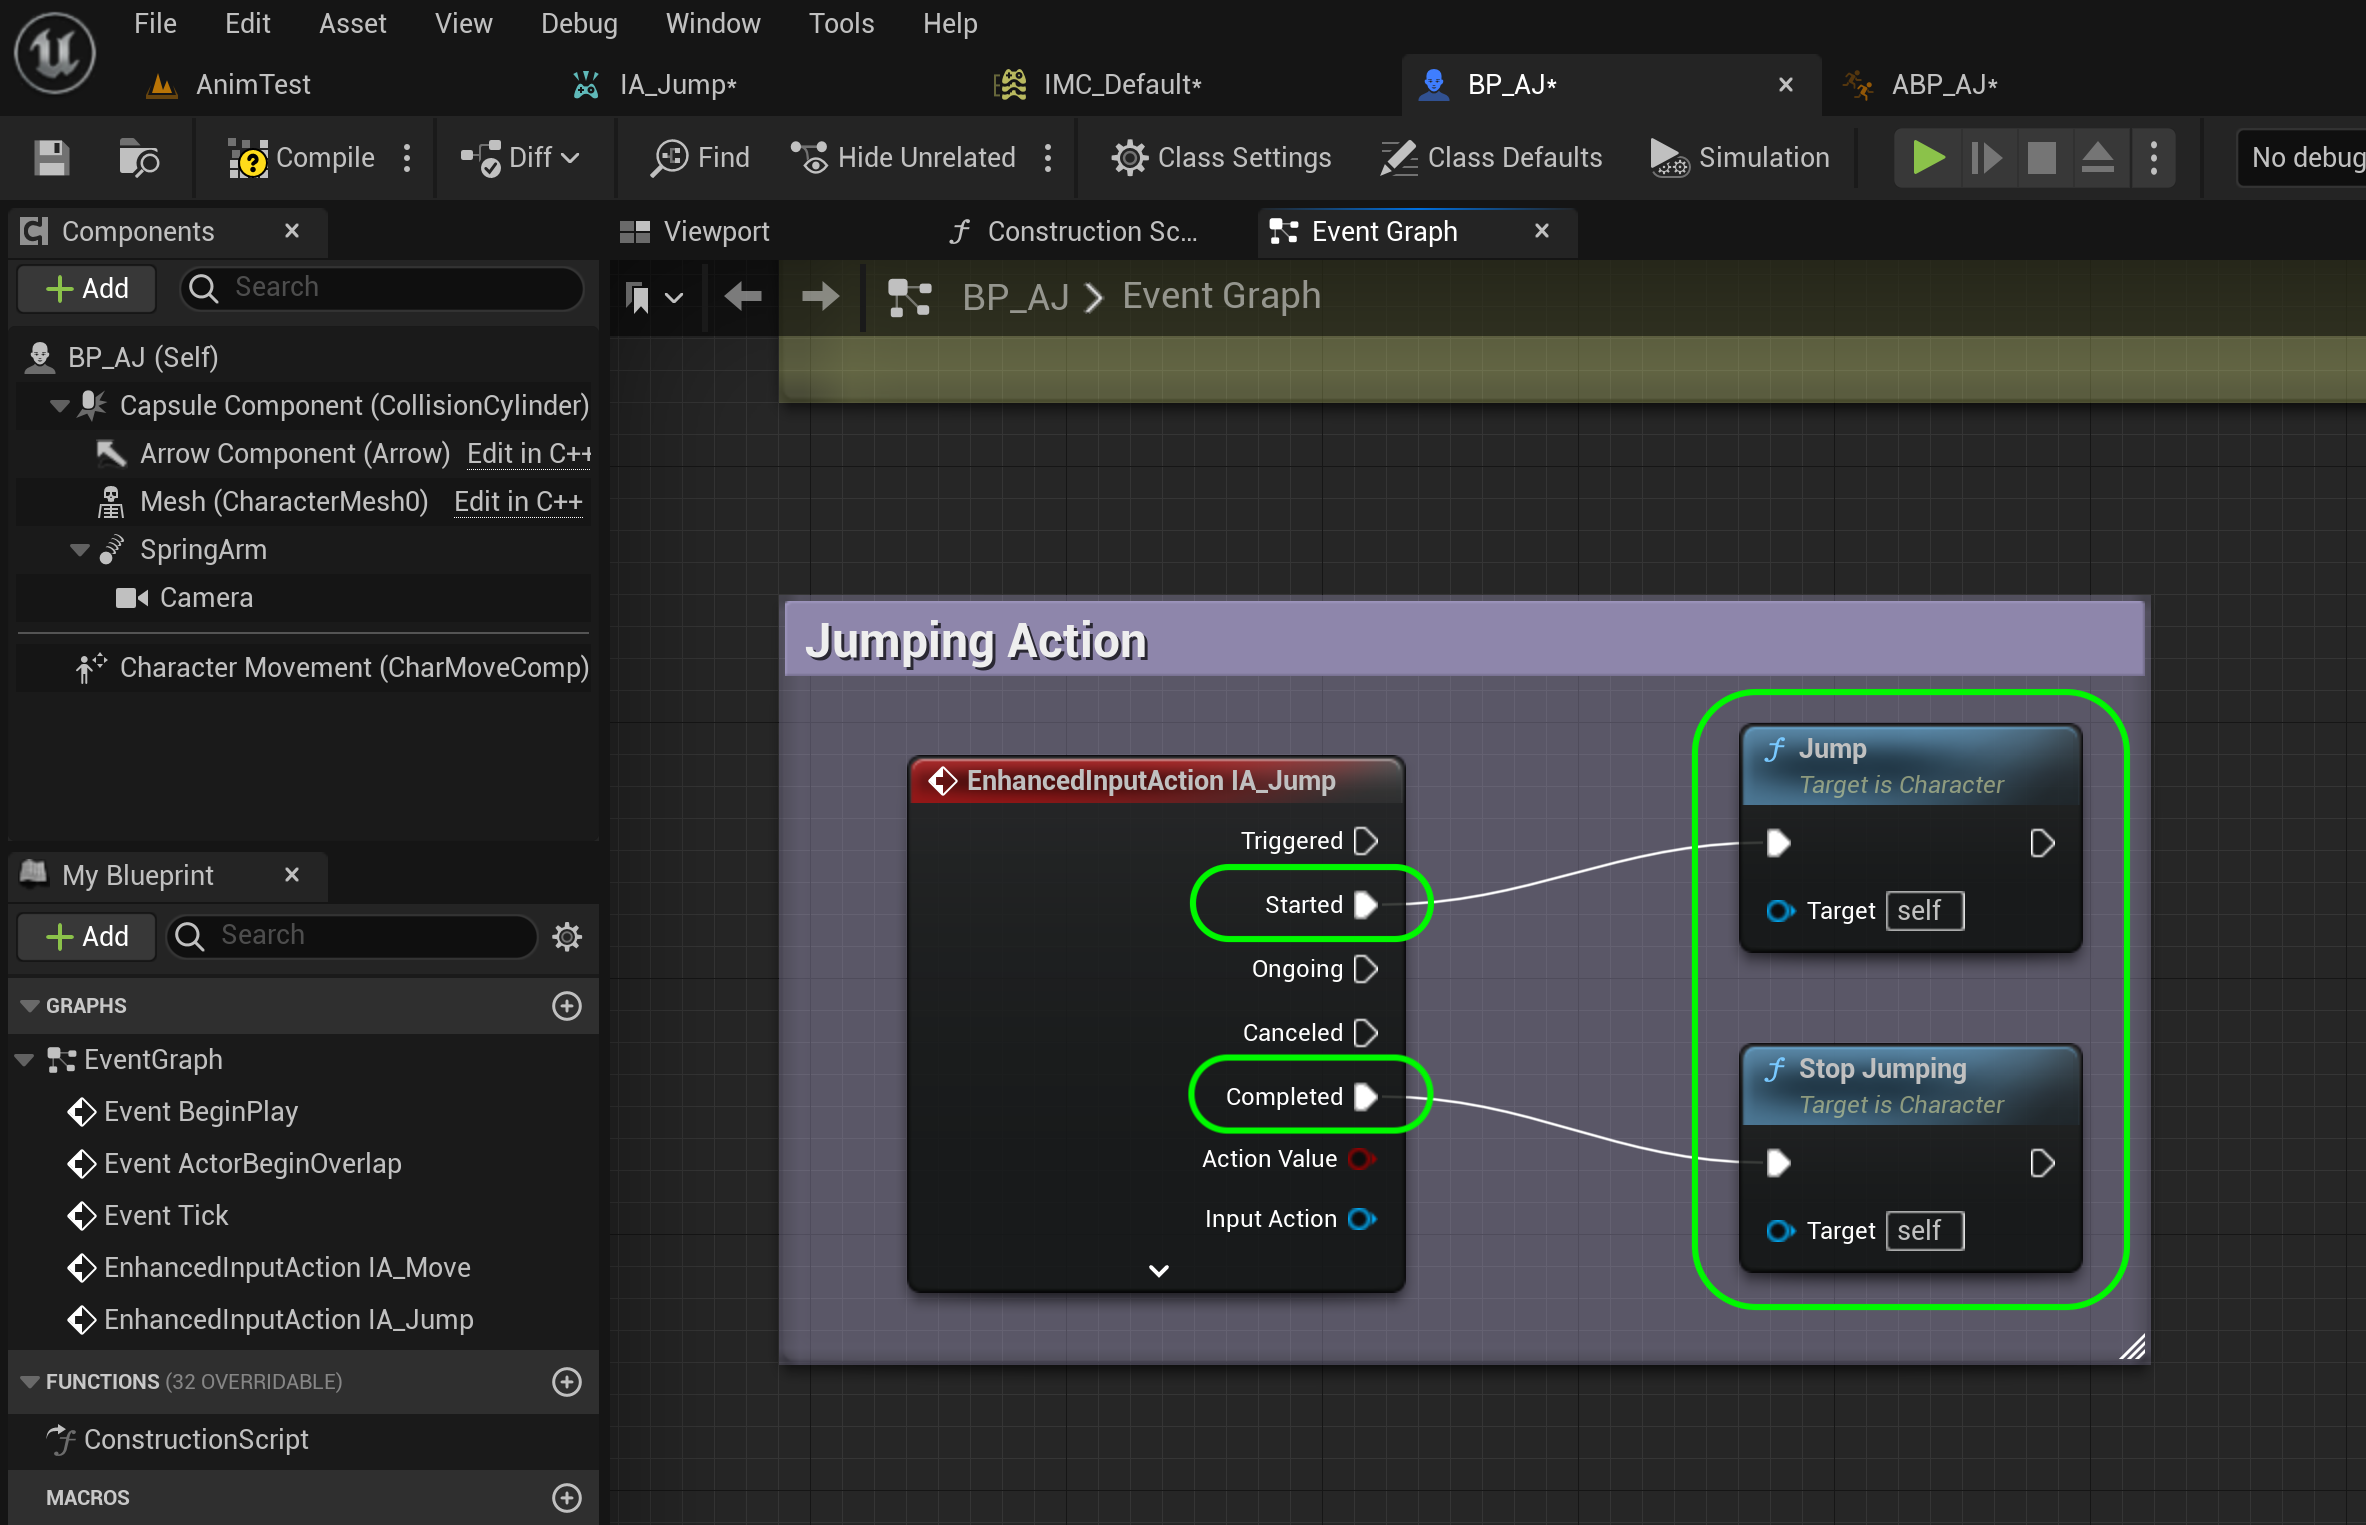 File Edit Asset View Debug Window Tools Help
AnimTest IA_Jump* IMC_Default* BP_AJ* ABP_AJ*
Compile Diff Find Hide Unrelated Class Settings Class Defaults Simulation No debug
Components
Viewport Construction Sc... Event Graph
Add Search
BP_AJ > Event Graph
BP_AJ (Self)
Capsule Component (CollisionCylinder)
Arrow Component (Arrow) Edit in C++
Mesh (CharacterMesh0) Edit in C++
SpringArm
Camera
Character Movement (CharMoveComp)
My Blueprint
Add Search
GRAPHS
EventGraph
Event BeginPlay
Event ActorBeginOverlap
Event Tick
EnhancedInputAction IA_Move
EnhancedInputAction IA_Jump
FUNCTIONS (32 OVERRIDABLE)
ConstructionScript
MACROS
Jumping Action
EnhancedInputAction IA_Jump
Triggered
Started
Ongoing
Canceled
Completed
Action Value
Input Action
Jump
Target is Character
Target self
Stop Jumping
Target is Character
Target self